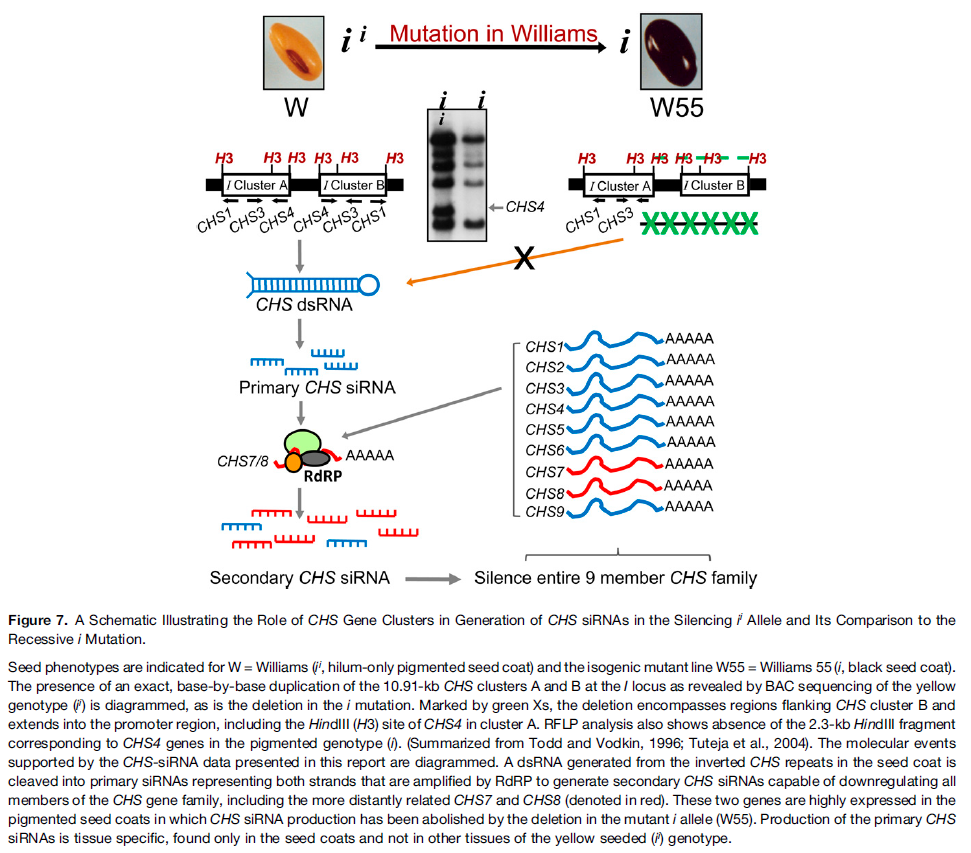 i i Mutation in Williams i
W W55
i i
i
H3 H3 H3 H3 H3 H3
I Cluster A I Cluster B
CHS1 CHS3 CHS4 CHS4 CHS3 CHS1
CHS4
H3 H3 H3 H3 H3
I Cluster A I Cluster B
CHS1 CHS3
XXXXXX
X
CHS dsRNA
Primary CHS siRNA
CHS7/8 AAAAA
RdRP
Secondary CHS siRNA
CHS1 AAAAA
CHS2 AAAAA
CHS3 AAAAA
CHS4 AAAAA
CHS5 AAAAA
CHS6 AAAAA
CHS7 AAAAA
CHS8 AAAAA
CHS9 AAAAA
Silence entire 9 member CHS family
Figure 7. A Schematic Illustrating the Role of CHS Gene Clusters in Generation of CHS siRNAs in the Silencing iⁱ Allele and Its Comparison to the
Recessive i Mutation.
Seed phenotypes are indicated for W = Williams (iⁱ, hilum-only pigmented seed coat) and the isogenic mutant line W55 = Williams 55 (i, black seed coat).
The presence of an exact, base-by-base duplication of the 10.91-kb CHS clusters A and B at the I locus as revealed by BAC sequencing of the yellow
genotype (iⁱ) is diagrammed, as is the deletion in the i mutation. Marked by green Xs, the deletion encompasses regions flanking CHS cluster B and
extends into the promoter region, including the HindIII (H3) site of CHS4 in cluster A. RFLP analysis also shows absence of the 2.3-kb HindIII fragment
corresponding to CHS4 genes in the pigmented genotype (i). (Summarized from Todd and Vodkin, 1996; Tuteja et al., 2004). The molecular events
supported by the CHS-siRNA data presented in this report are diagrammed. A dsRNA generated from the inverted CHS repeats in the seed coat is
cleaved into primary siRNAs representing both strands that are amplified by RdRP to generate secondary CHS siRNAs capable of downregulating all
members of the CHS gene family, including the more distantly related CHS7 and CHS8 (denoted in red). These two genes are highly expressed in the
pigmented seed coats in which CHS siRNA production has been abolished by the deletion in the mutant i allele (W55). Production of the primary CHS
siRNAs is tissue specific, found only in the seed coats and not in other tissues of the yellow seeded (iⁱ) genotype.